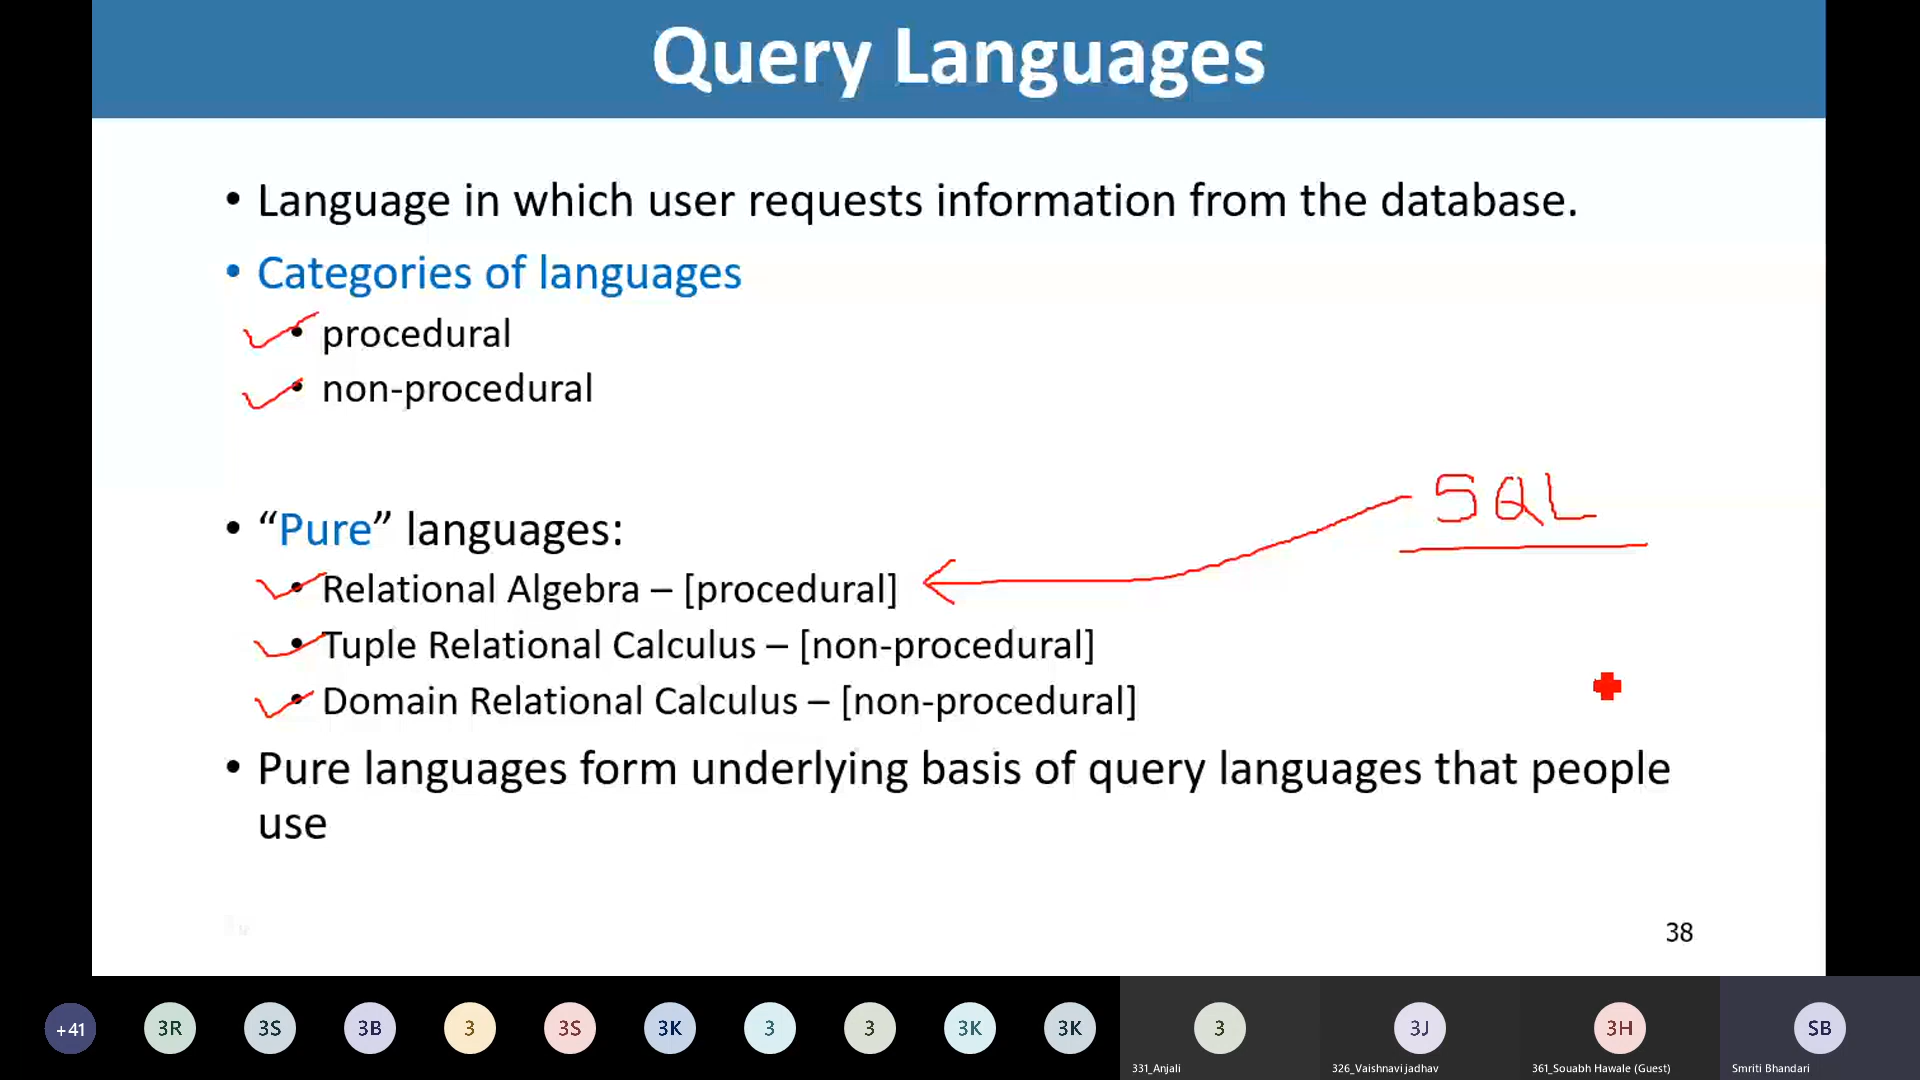 Query Languages
• Language in which user requests information from the database.
• Categories of languages
• procedural
• non-procedural
SQL
• “Pure” languages:
• Relational Algebra – [procedural]
• Tuple Relational Calculus – [non-procedural]
• Domain Relational Calculus – [non-procedural]
• Pure languages form underlying basis of query languages that people
use
38
+41 3R 3S 3B 3 3S 3K 3 3 3K 3K 3 3J 3H SB
331_Anjali 326_Vaishnavi jadhav 361_Souabh Hawale (Guest) Smriti Bhandari